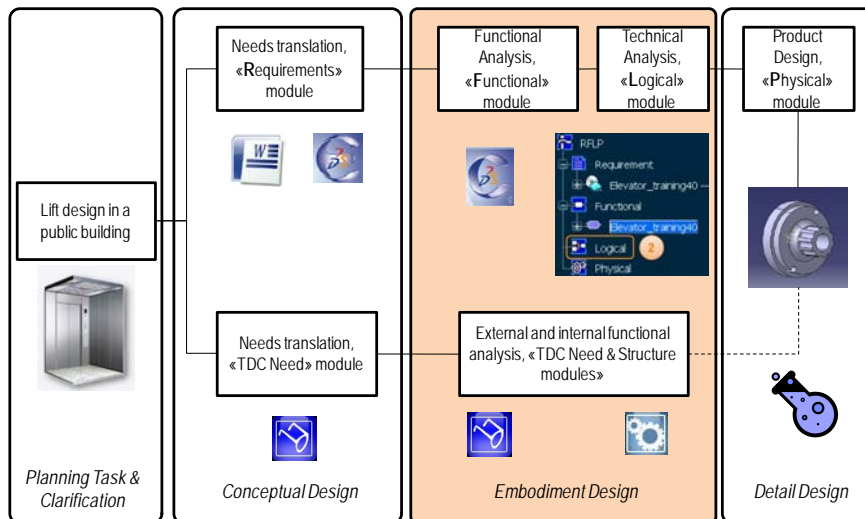 Needs translation,
«Requirements»
module
Functional
Analysis,
«Functional»
module
Technical
Analysis,
«Logical»
module
Product
Design,
«Physical»
module
W
RFLP
Requirement
Elevator_training40
Functional
Elevator_training40
Logical
2
Physical
Lift design in a
public building
Needs translation,
«TDC Need» module
External and internal functional
analysis, «TDC Need & Structure
modules»
Planning Task &
Clarification
Conceptual Design
Embodiment Design
Detail Design